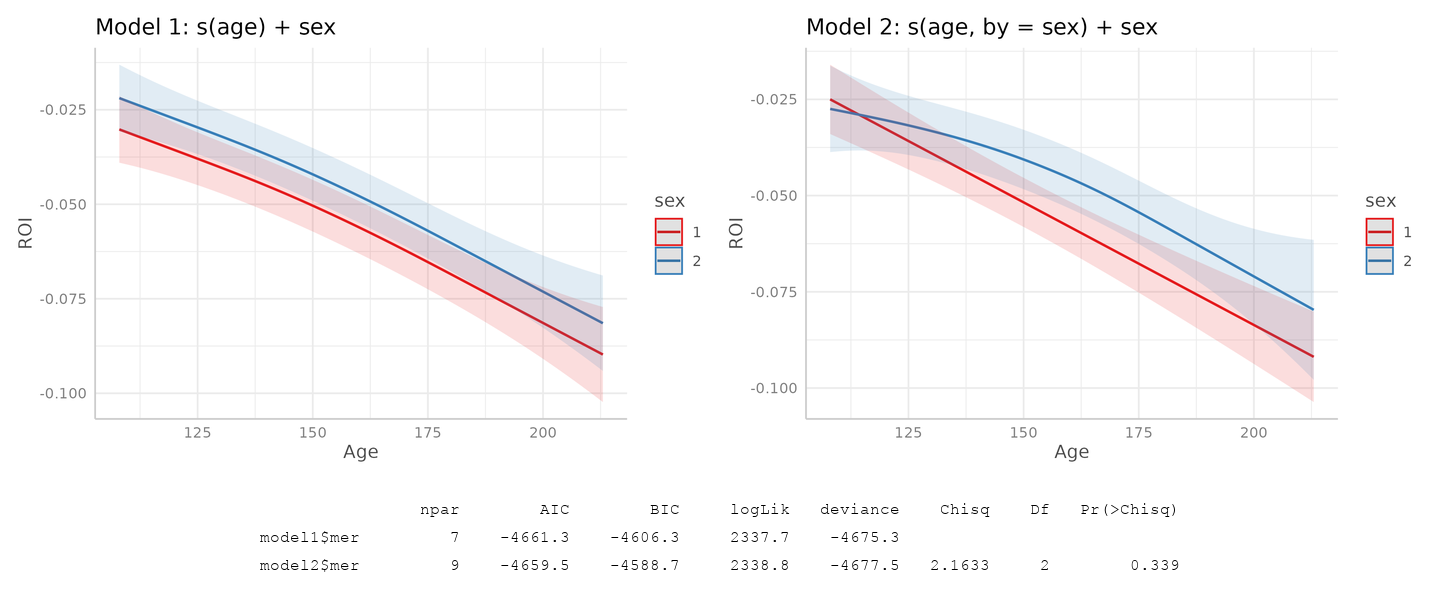 Model 1: s(age) + sex
-0.025
-0.050
-0.075
-0.100
ROI
125 150 175 200
Age
sex
1
2
Model 2: s(age, by = sex) + sex
-0.025
-0.050
-0.075
-0.100
ROI
125 150 175 200
Age
sex
1
2
npar AIC BIC logLik deviance Chisq Df Pr(>Chisq)
model1$mer 7 -4661.3 -4606.3 2337.7 -4675.3
model2$mer 9 -4659.5 -4588.7 2338.8 -4677.5 2.1633 2 0.339